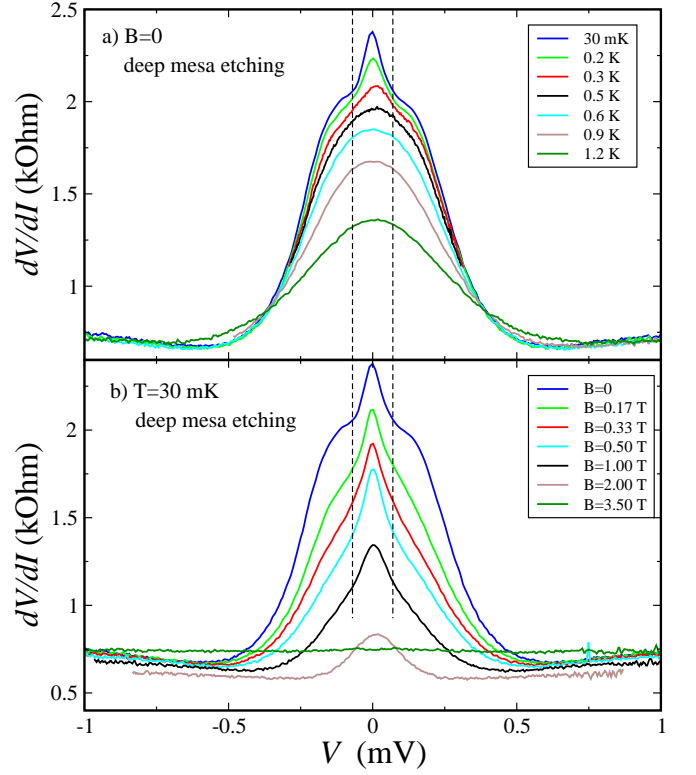 a) B=0
deep mesa etching
30 mK
0.2 K
0.3 K
0.5 K
0.6 K
0.9 K
1.2 K
2.5
2
1.5
1
dV/dI (kOhm)
b) T=30 mK
deep mesa etching
B=0
B=0.17 T
B=0.33 T
B=0.50 T
B=1.00 T
B=2.00 T
B=3.50 T
2
1.5
1
0.5
dV/dI (kOhm)
-1 -0.5 0 0.5 1
V (mV)